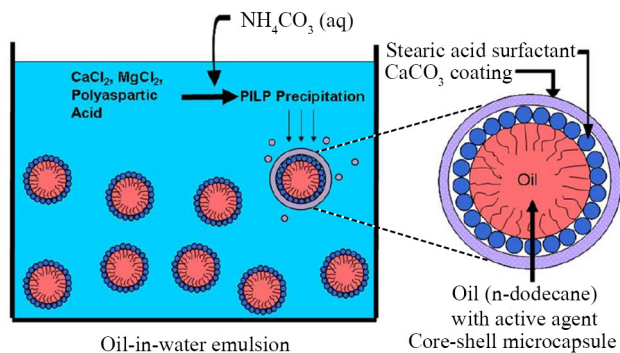 NH₄CO₃ (aq)
CaCl2, MgCl2,
Polyaspartic
Acid
PILP Precipitation
Stearic acid surfactant
CaCO₃ coating
Oil
Oil (n-dodecane)
with active agent
Core-shell microcapsule
Oil-in-water emulsion